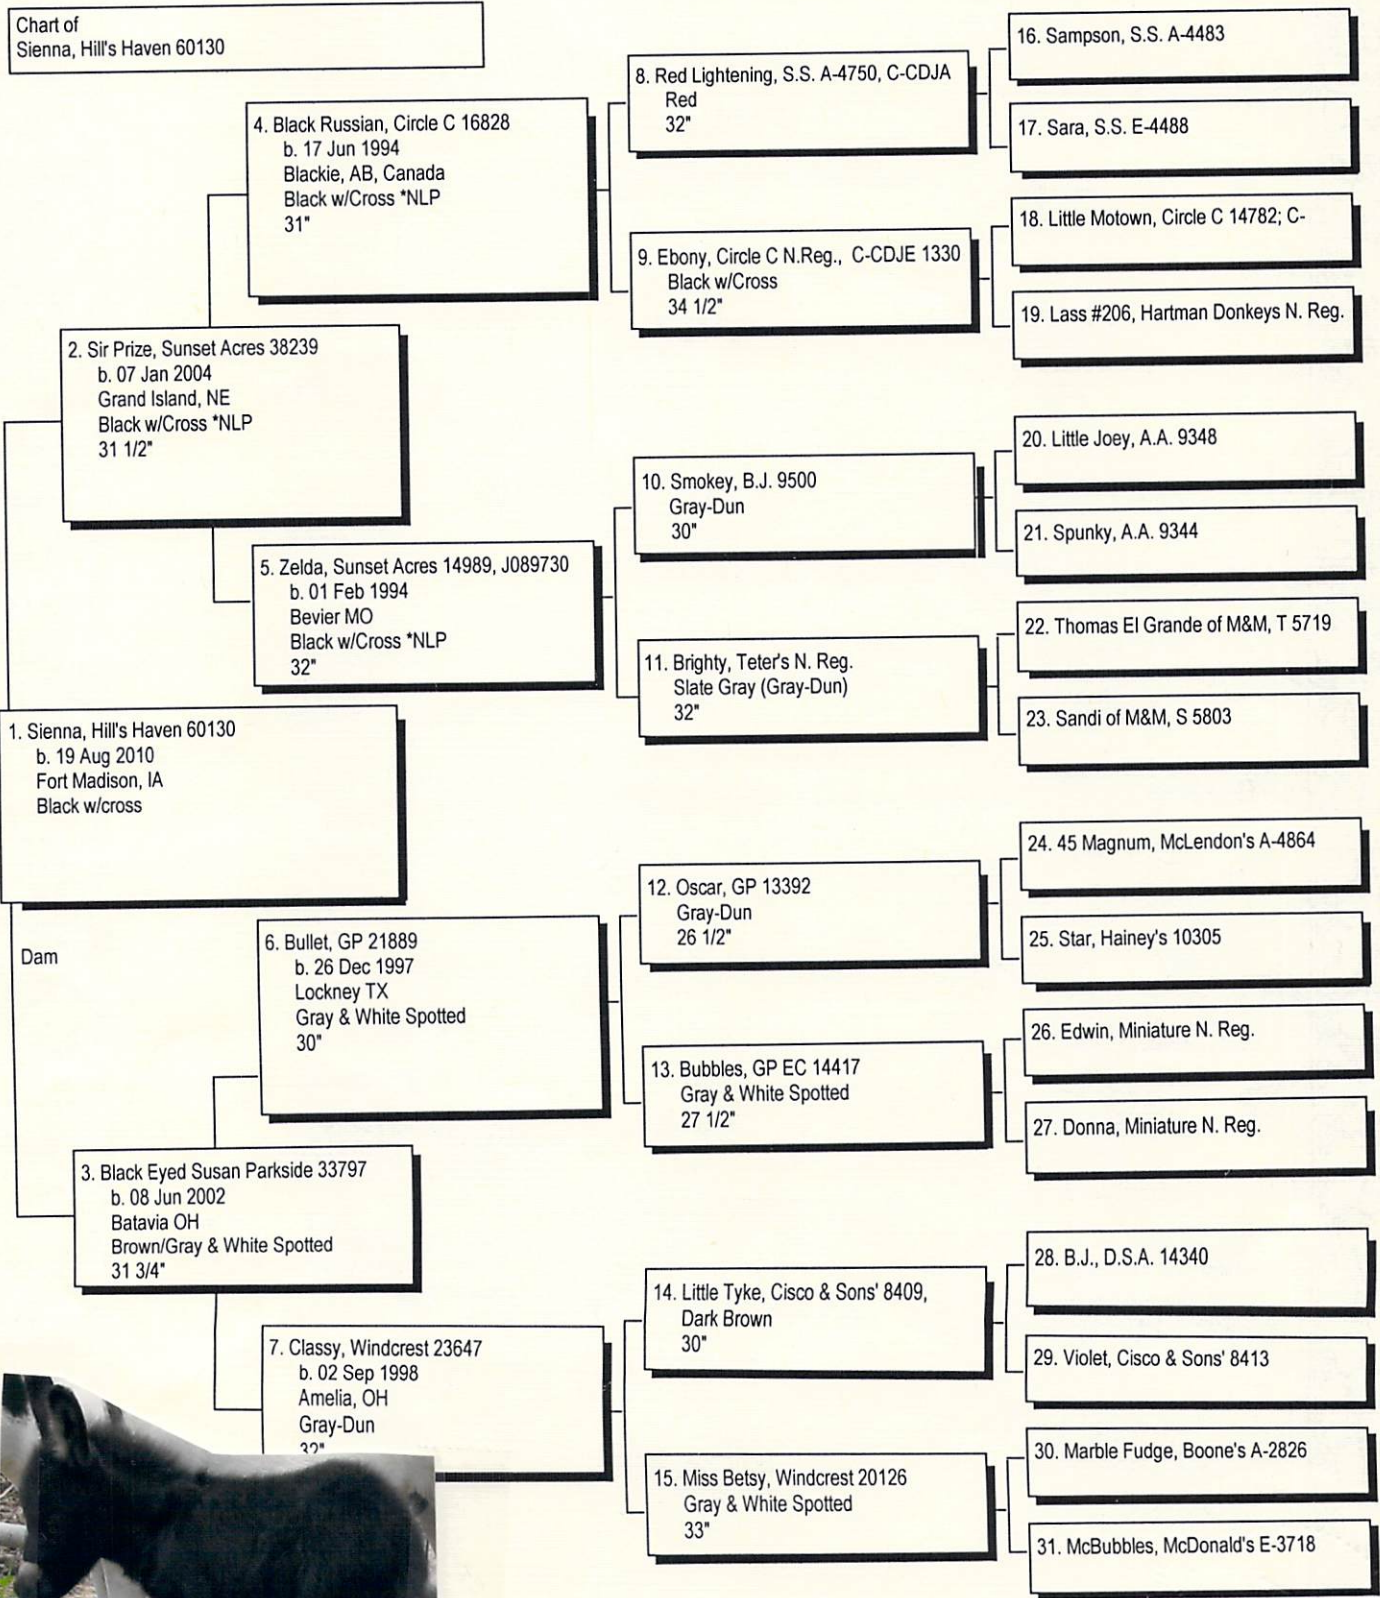 Chart of
Sienna, Hill's Haven 60130
1. Sienna, Hill's Haven 60130
b. 19 Aug 2010
Fort Madison, IA
Black w/cross
Dam
2. Sir Prize, Sunset Acres 38239
b. 07 Jan 2004
Grand Island, NE
Black w/Cross *NLP
31 1/2"
3. Black Eyed Susan Parkside 33797
b. 08 Jun 2002
Batavia OH
Brown/Gray & White Spotted
31 3/4"
4. Black Russian, Circle C 16828
b. 17 Jun 1994
Blackie, AB, Canada
Black w/Cross *NLP
31"
5. Zelda, Sunset Acres 14989, J089730
b. 01 Feb 1994
Bevier MO
Black w/Cross *NLP
32"
6. Bullet, GP 21889
b. 26 Dec 1997
Lockney TX
Gray & White Spotted
30"
7. Classy, Windcrest 23647
b. 02 Sep 1998
Amelia, OH
Gray-Dun
32"
8. Red Lightening, S.S. A-4750, C-CDJA
Red
32"
9. Ebony, Circle C N.Reg., C-CDJE 1330
Black w/Cross
34 1/2"
10. Smokey, B.J. 9500
Gray-Dun
30"
11. Brighty, Teter's N. Reg.
Slate Gray (Gray-Dun)
32"
12. Oscar, GP 13392
Gray-Dun
26 1/2"
13. Bubbles, GP EC 14417
Gray & White Spotted
27 1/2"
14. Little Tyke, Cisco & Sons' 8409,
Dark Brown
30"
15. Miss Betsy, Windcrest 20126
Gray & White Spotted
33"
16. Sampson, S.S. A-4483
17. Sara, S.S. E-4488
18. Little Motown, Circle C 14782; C-
19. Lass #206, Hartman Donkeys N. Reg.
20. Little Joey, A.A. 9348
21. Spunky, A.A. 9344
22. Thomas El Grande of M&M, T 5719
23. Sandi of M&M, S 5803
24. 45 Magnum, McLendon's A-4864
25. Star, Hainey's 10305
26. Edwin, Miniature N. Reg.
27. Donna, Miniature N. Reg.
28. B.J., D.S.A. 14340
29. Violet, Cisco & Sons' 8413
30. Marble Fudge, Boone's A-2826
31. McBubbles, McDonald's E-3718